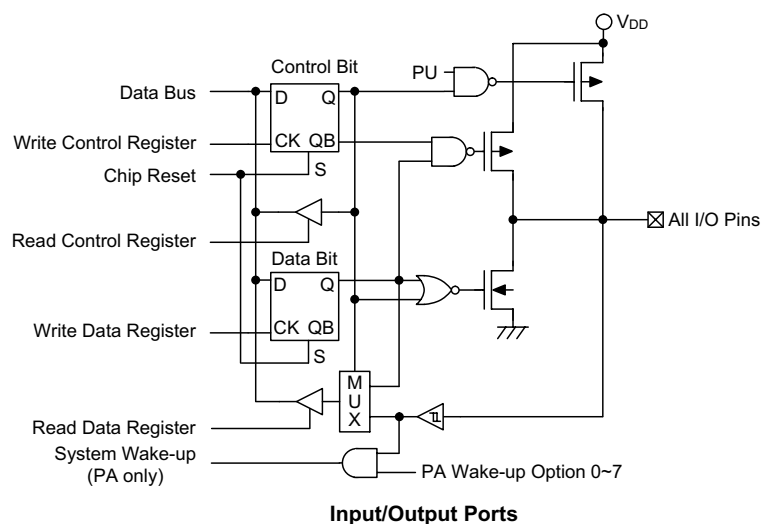 VDD
Control Bit
PU
Data Bus
D Q
Write Control Register
CK QB
Chip Reset
S
All I/O Pins
Read Control Register
Data Bit
D Q
Write Data Register
CK QB
S
M
U
X
Read Data Register
System Wake-up
(PA only)
PA Wake-up Option 0~7
Input/Output Ports